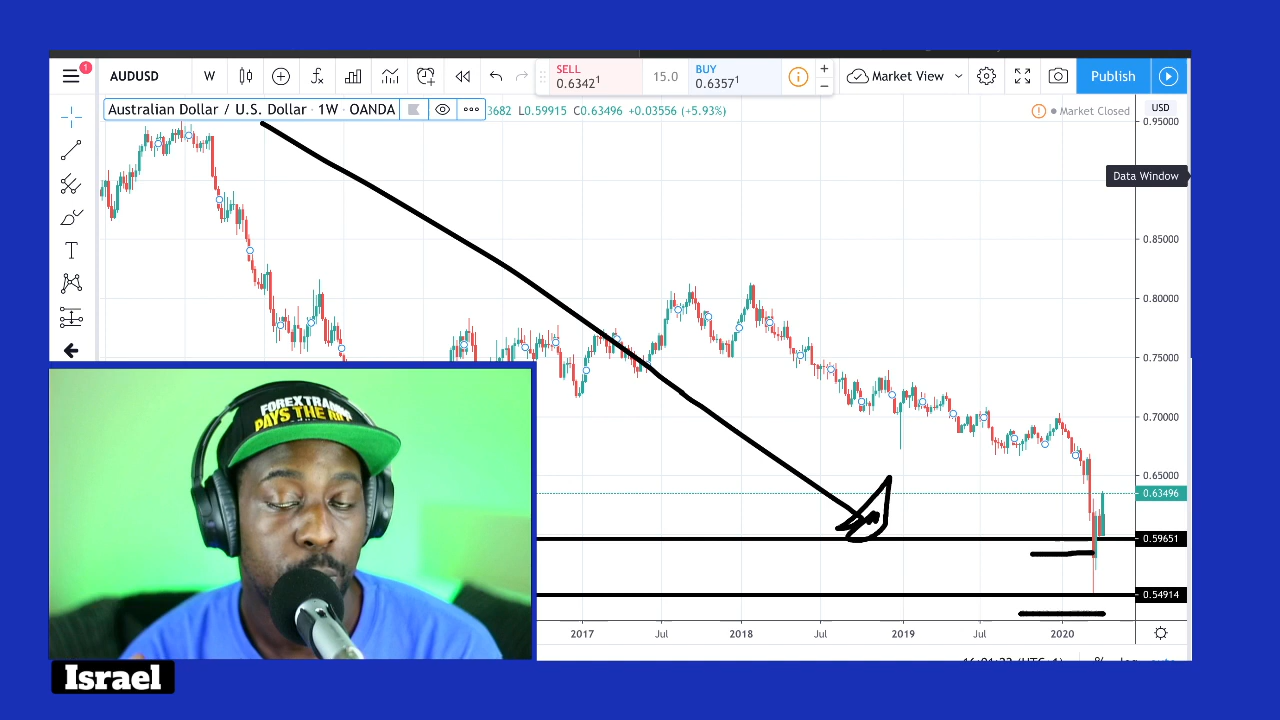 1
AUDUSD
W
SELL
0.6342¹
15.0
BUY
0.6357¹
Market View
Publish
Australian Dollar / U.S. Dollar · 1W · OANDA
3682 L0.59915 C0.63496 +0.03556 (+5.93%)
Market Closed
USD
Data Window
0.95000
0.85000
0.80000
0.75000
0.70000
0.65000
0.63496
0.59651
0.54914
2017 Jul 2018 Jul 2019 Jul 2020
FOREX TRADING
PAYS THE
Israel